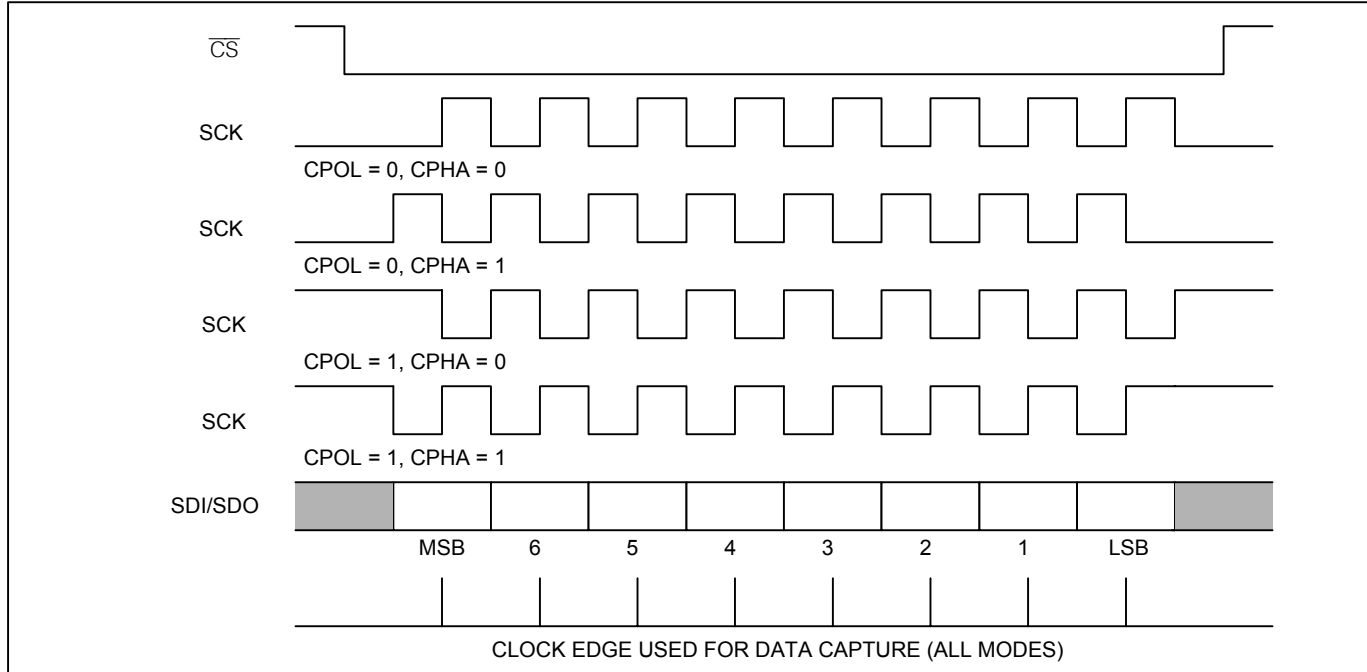 C̅S̅
SCK
CPOL = 0, CPHA = 0
SCK
CPOL = 0, CPHA = 1
SCK
CPOL = 1, CPHA = 0
SCK
CPOL = 1, CPHA = 1
SDI/SDO
MSB 6 5 4 3 2 1 LSB
CLOCK EDGE USED FOR DATA CAPTURE (ALL MODES)